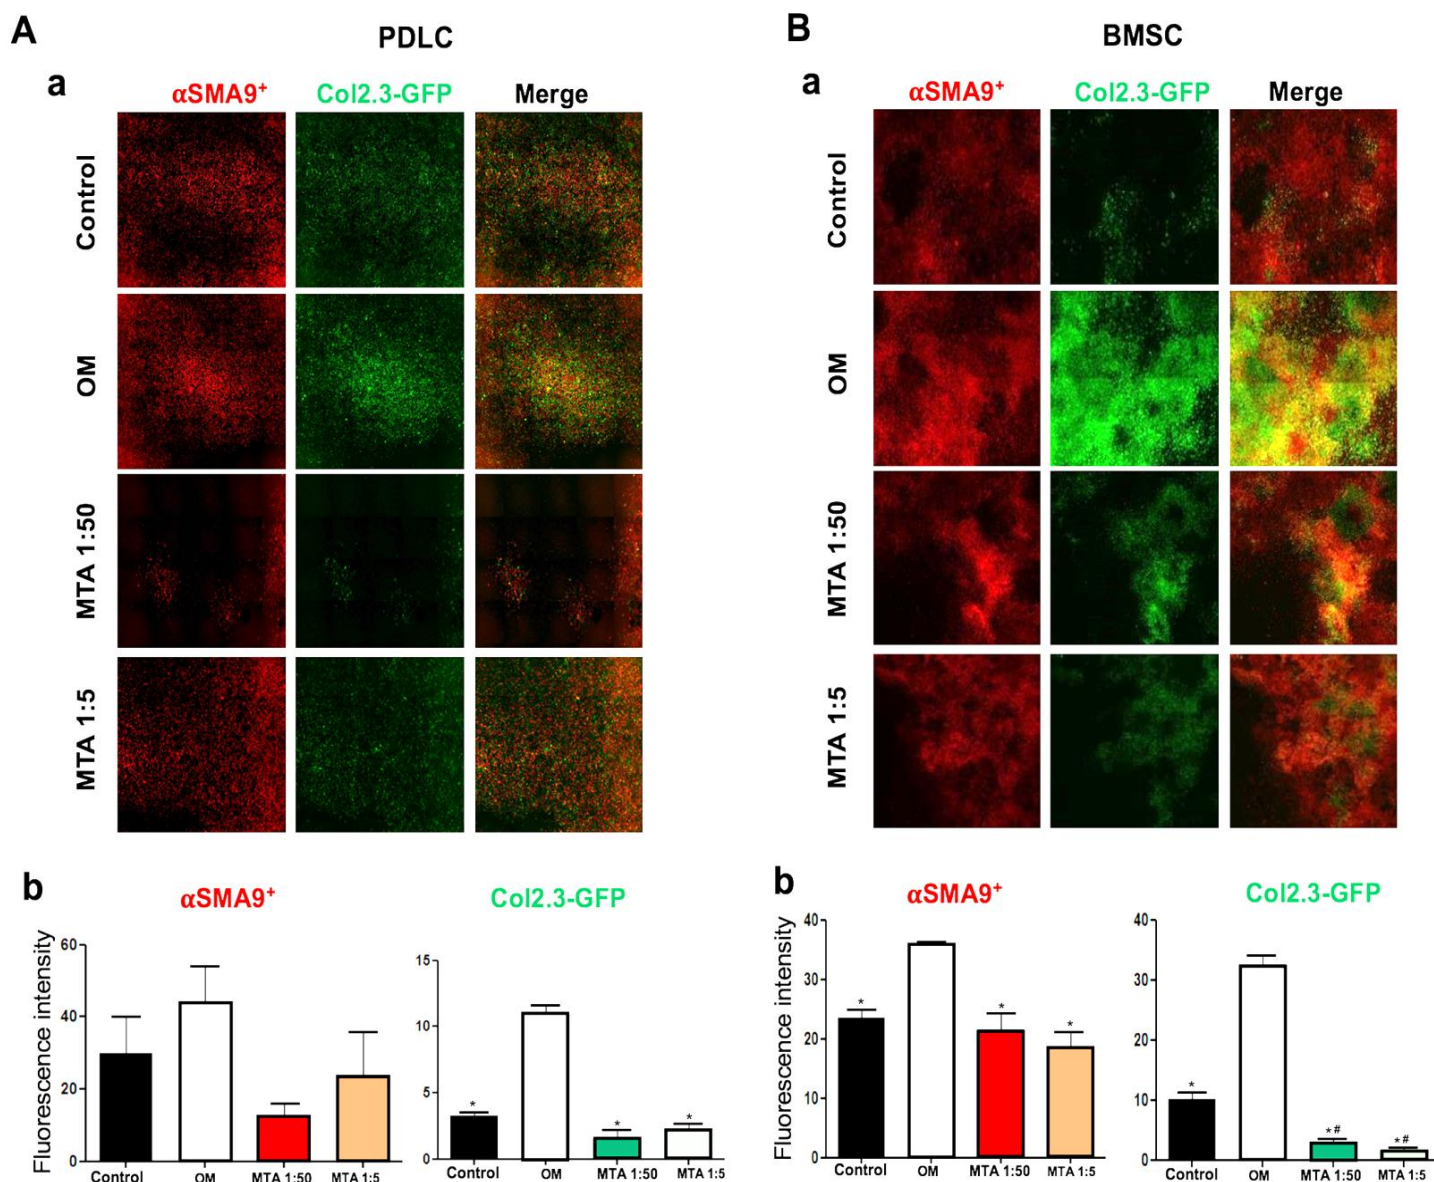 A
PDLC
a
αSMA9+
Col2.3-GFP
Merge
Control
OM
MTA 1:50
MTA 1:5
b
αSMA9+
Fluorescence intensity
60
40
20
0
Control
OM
MTA 1:50
MTA 1:5
Col2.3-GFP
15
10
5
0
*
*
*
Control
OM
MTA 1:50
MTA 1:5
B
BMSC
a
αSMA9+
Col2.3-GFP
Merge
Control
OM
MTA 1:50
MTA 1:5
b
αSMA9+
Fluorescence intensity
40
30
20
10
0
*
*
*
Control
OM
MTA 1:50
MTA 1:5
Col2.3-GFP
40
30
20
10
0
*
*#
*#
Control
OM
MTA 1:50
MTA 1:5